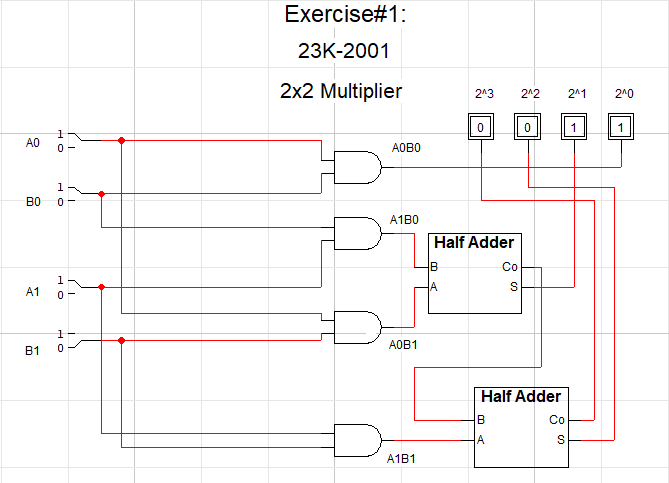 Exercise#1:
23K-2001
2x2 Multiplier
2^3 2^2 2^1 2^0
0 0 1 1
A0 1 0
A0B0
B0 1 0
A1B0
Half Adder
B Co
A S
A1 1 0
B1 1 0
A0B1
Half Adder
B Co
A S
A1B1